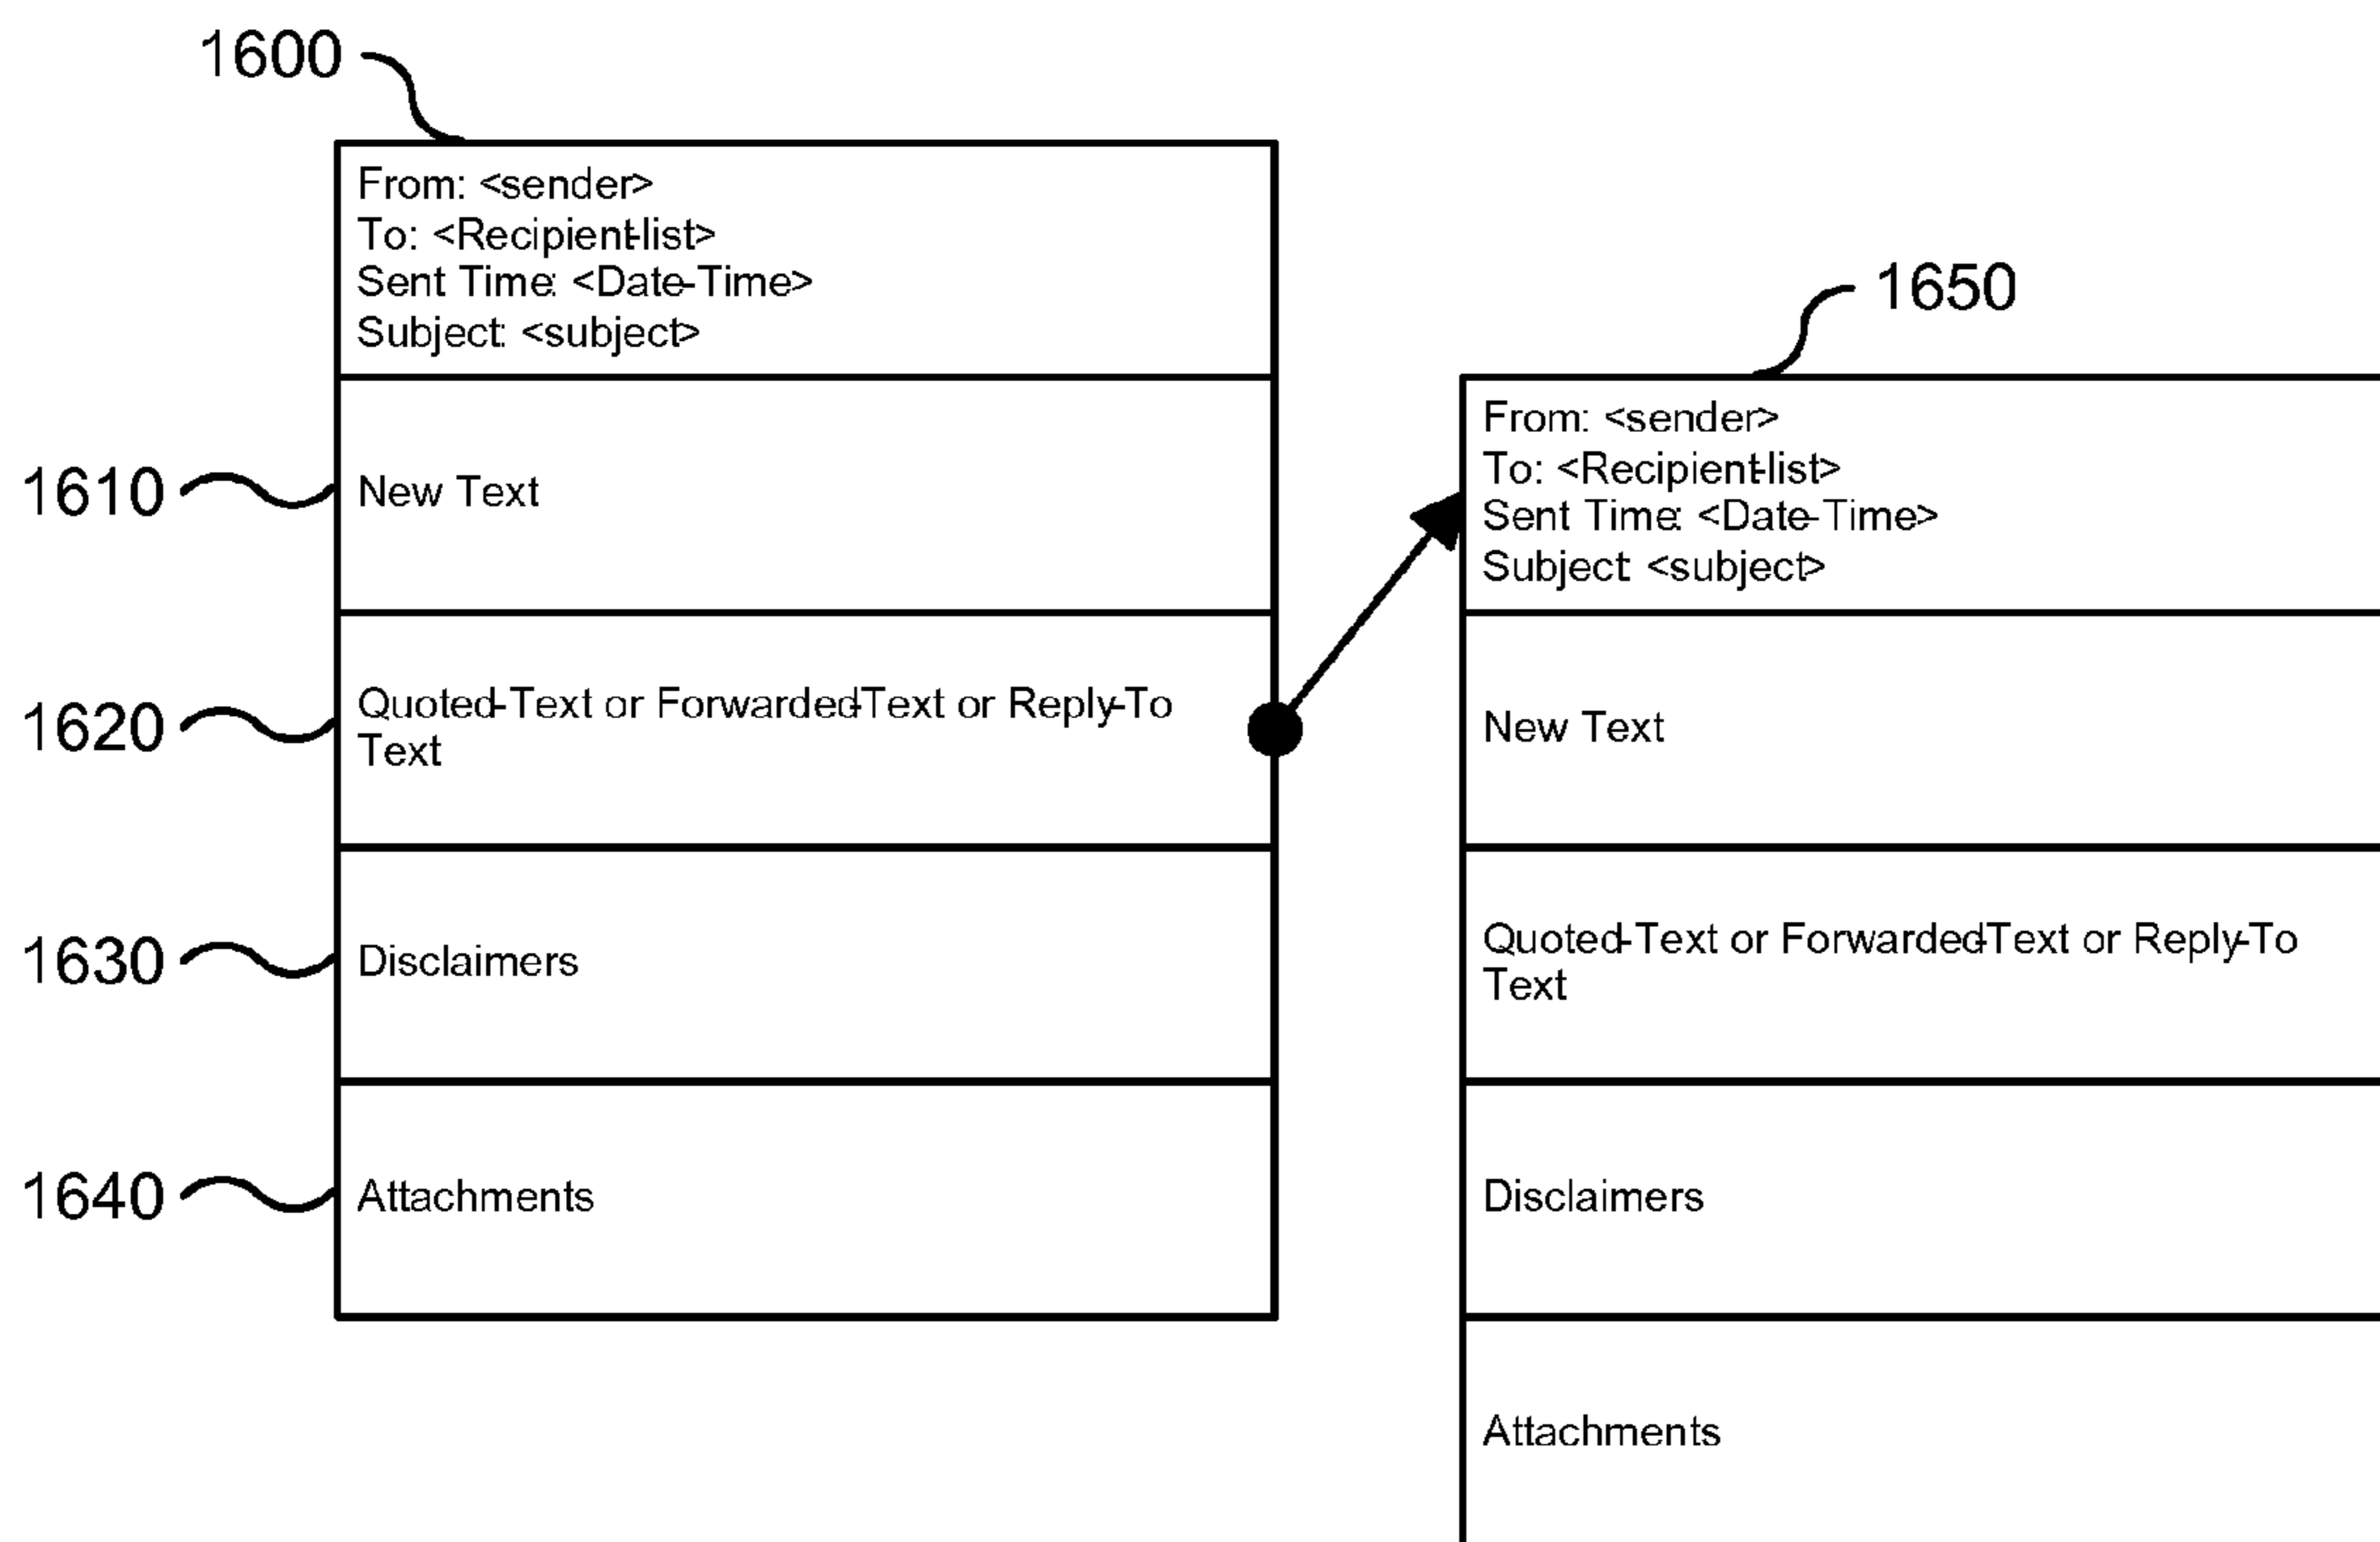 1600
From: <sender>
To: <Recipient-list>
Sent Time: <Date-Time>
Subject: <subject>
1610
New Text
1620
Quoted-Text or Forwarded-Text or Reply-To
Text
1630
Disclaimers
1640
Attachments
1650
From: <sender>
To: <Recipient-list>
Sent Time: <Date-Time>
Subject: <subject>
New Text
Quoted-Text or Forwarded-Text or Reply-To
Text
Disclaimers
Attachments